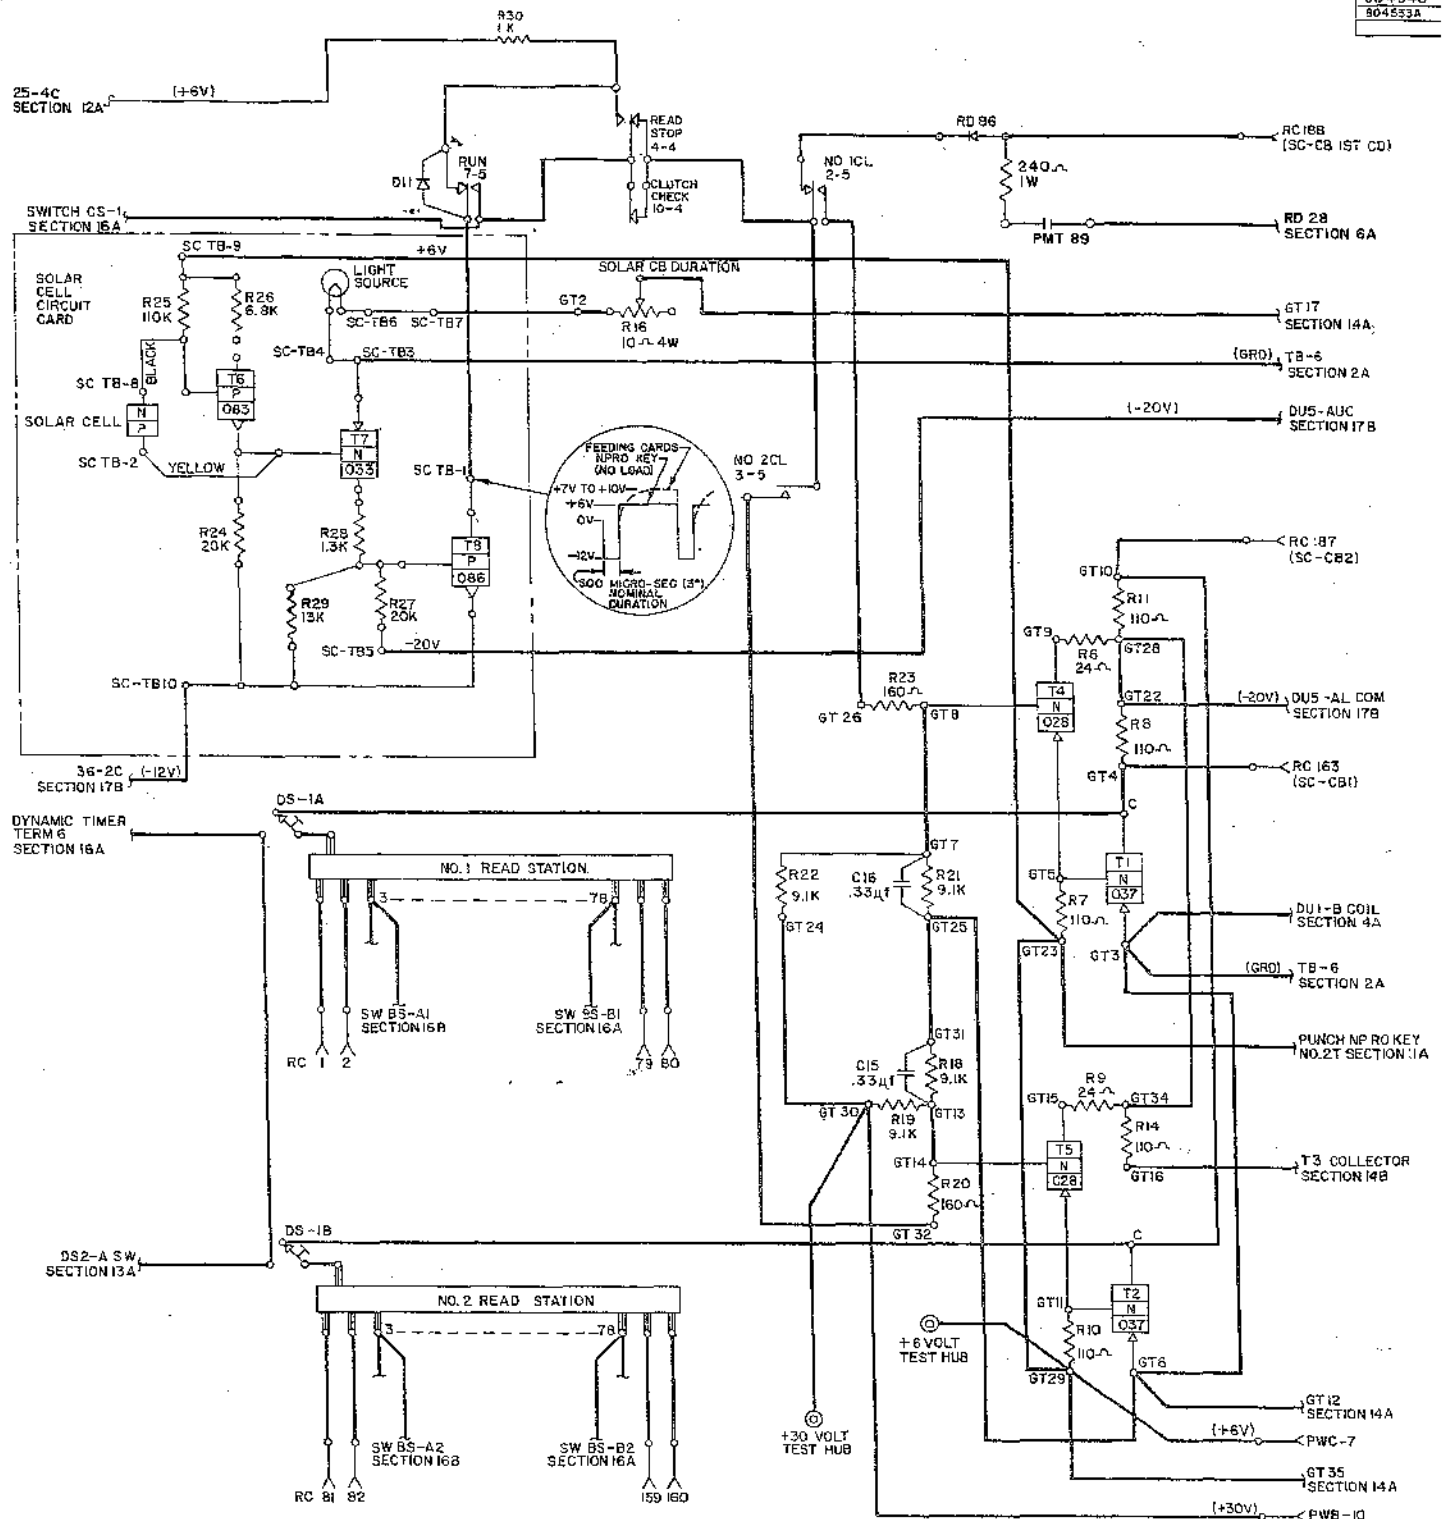 804533A
R30
1K
25-4C
SECTION 12A
(+6V)
READ
STOP
4-4
RUN
7-5
D11
CLUTCH
CHECK
10-4
NO 1CL
2-5
RD 86
RC 188
(SC-CB 1ST CD)
240Ω
1W
RD 28
SECTION 6A
PMT 89
SWITCH CS-1
SECTION 16A
SC TB-9
+6V
SOLAR
CELL
CIRCUIT
CARD
R25
110K
R26
6.8K
LIGHT
SOURCE
SOLAR CB DURATION
GT2
SC-TB6
SC-TB7
R16
10Ω 4W
GT17
SECTION 14A
BLACK
SC-TB4
SC-TB3
(GRD)
TB-6
SECTION 2A
SC TB-8
T6
P
083
N
P
SOLAR CELL
SC TB-2
YELLOW
T7
N
033
(-20V)
DU5-AUC
SECTION 17B
SC TB-1
FEEDING CARDS
NPRO KEY
(NO LOAD)
+7V TO +10V
+6V
0V
-12V
300 MICRO-SEC (3°)
NOMINAL
DURATION
NO 2CL
3-5
R24
20K
R28
1.3K
T8
P
086
R29
13K
R27
20K
SC-TB5
-20V
SC-TB10
RC 187
(SC-CB2)
GT10
R11
110Ω
GT9
R6
24Ω
GT28
R23
160Ω
GT 26
GT8
T4
N
028
GT22
(-20V)
DU5-AL COM
SECTION 17B
R8
110Ω
GT4
RC 163
(SC-CB1)
36-2C
SECTION 17B
(-12V)
DYNAMIC TIMER
TERM 6
SECTION 16A
DS-1A
C
NO. 1 READ STATION
3
78
GT7
R22
9.1K
C16
.33µf
R21
9.1K
GT5
T1
N
037
R7
110Ω
GT24
GT25
GT23
GT3
DU1-B COIL
SECTION 4A
(GRD)
TB-6
SECTION 2A
SW BS-A1
SECTION 16B
SW BS-B1
SECTION 16A
RC 1 2
79 80
GT31
C15
.33µf
R18
9.1K
PUNCH NPRO KEY
NO.2T SECTION 11A
GT 30
R19
9.1K
GT13
GT15
R9
24Ω
GT34
R14
110Ω
GT14
T5
N
028
GT16
T3 COLLECTOR
SECTION 14B
R20
160Ω
GT 32
DS-1B
C
DS2-A SW
SECTION 13A
NO. 2 READ STATION
3
78
GT11
T2
N
037
R10
110Ω
+6 VOLT
TEST HUB
GT29
GT6
GT12
SECTION 14A
+30 VOLT
TEST HUB
(+6V)
PWC-7
SW BS-A2
SECTION 16B
SW BS-B2
SECTION 16A
GT 35
SECTION 14A
RC 81 82
159 160
(+30V)
PWB-10